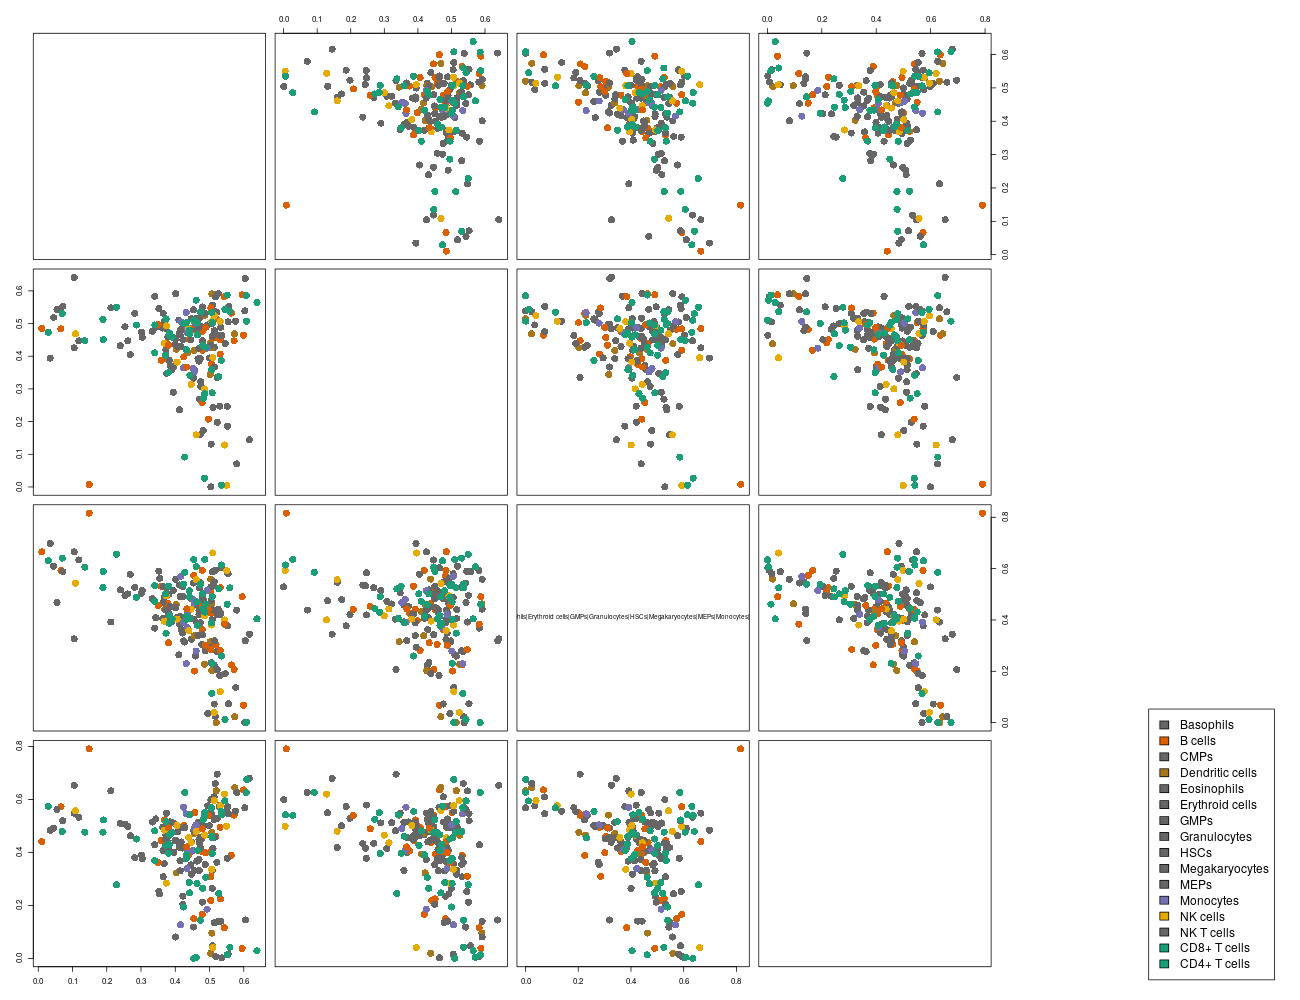 0.0 0.1 0.2 0.3 0.4 0.5 0.6
0.0 0.2 0.4 0.6 0.8
0.0 0.1 0.2 0.3 0.4 0.5 0.6
0.0 0.1 0.2 0.3 0.4 0.5 0.6
hils|Erythroid cells|GMPs|Granulocytes|HSCs|Megakaryocytes|MEPs|Monocytes|
0.0 0.2 0.4 0.6 0.8
0.0 0.2 0.4 0.6 0.8
0.0 0.1 0.2 0.3 0.4 0.5 0.6
0.0 0.2 0.4 0.6 0.8
Basophils
B cells
CMPs
Dendritic cells
Eosinophils
Erythroid cells
GMPs
Granulocytes
HSCs
Megakaryocytes
MEPs
Monocytes
NK cells
NK T cells
CD8+ T cells
CD4+ T cells